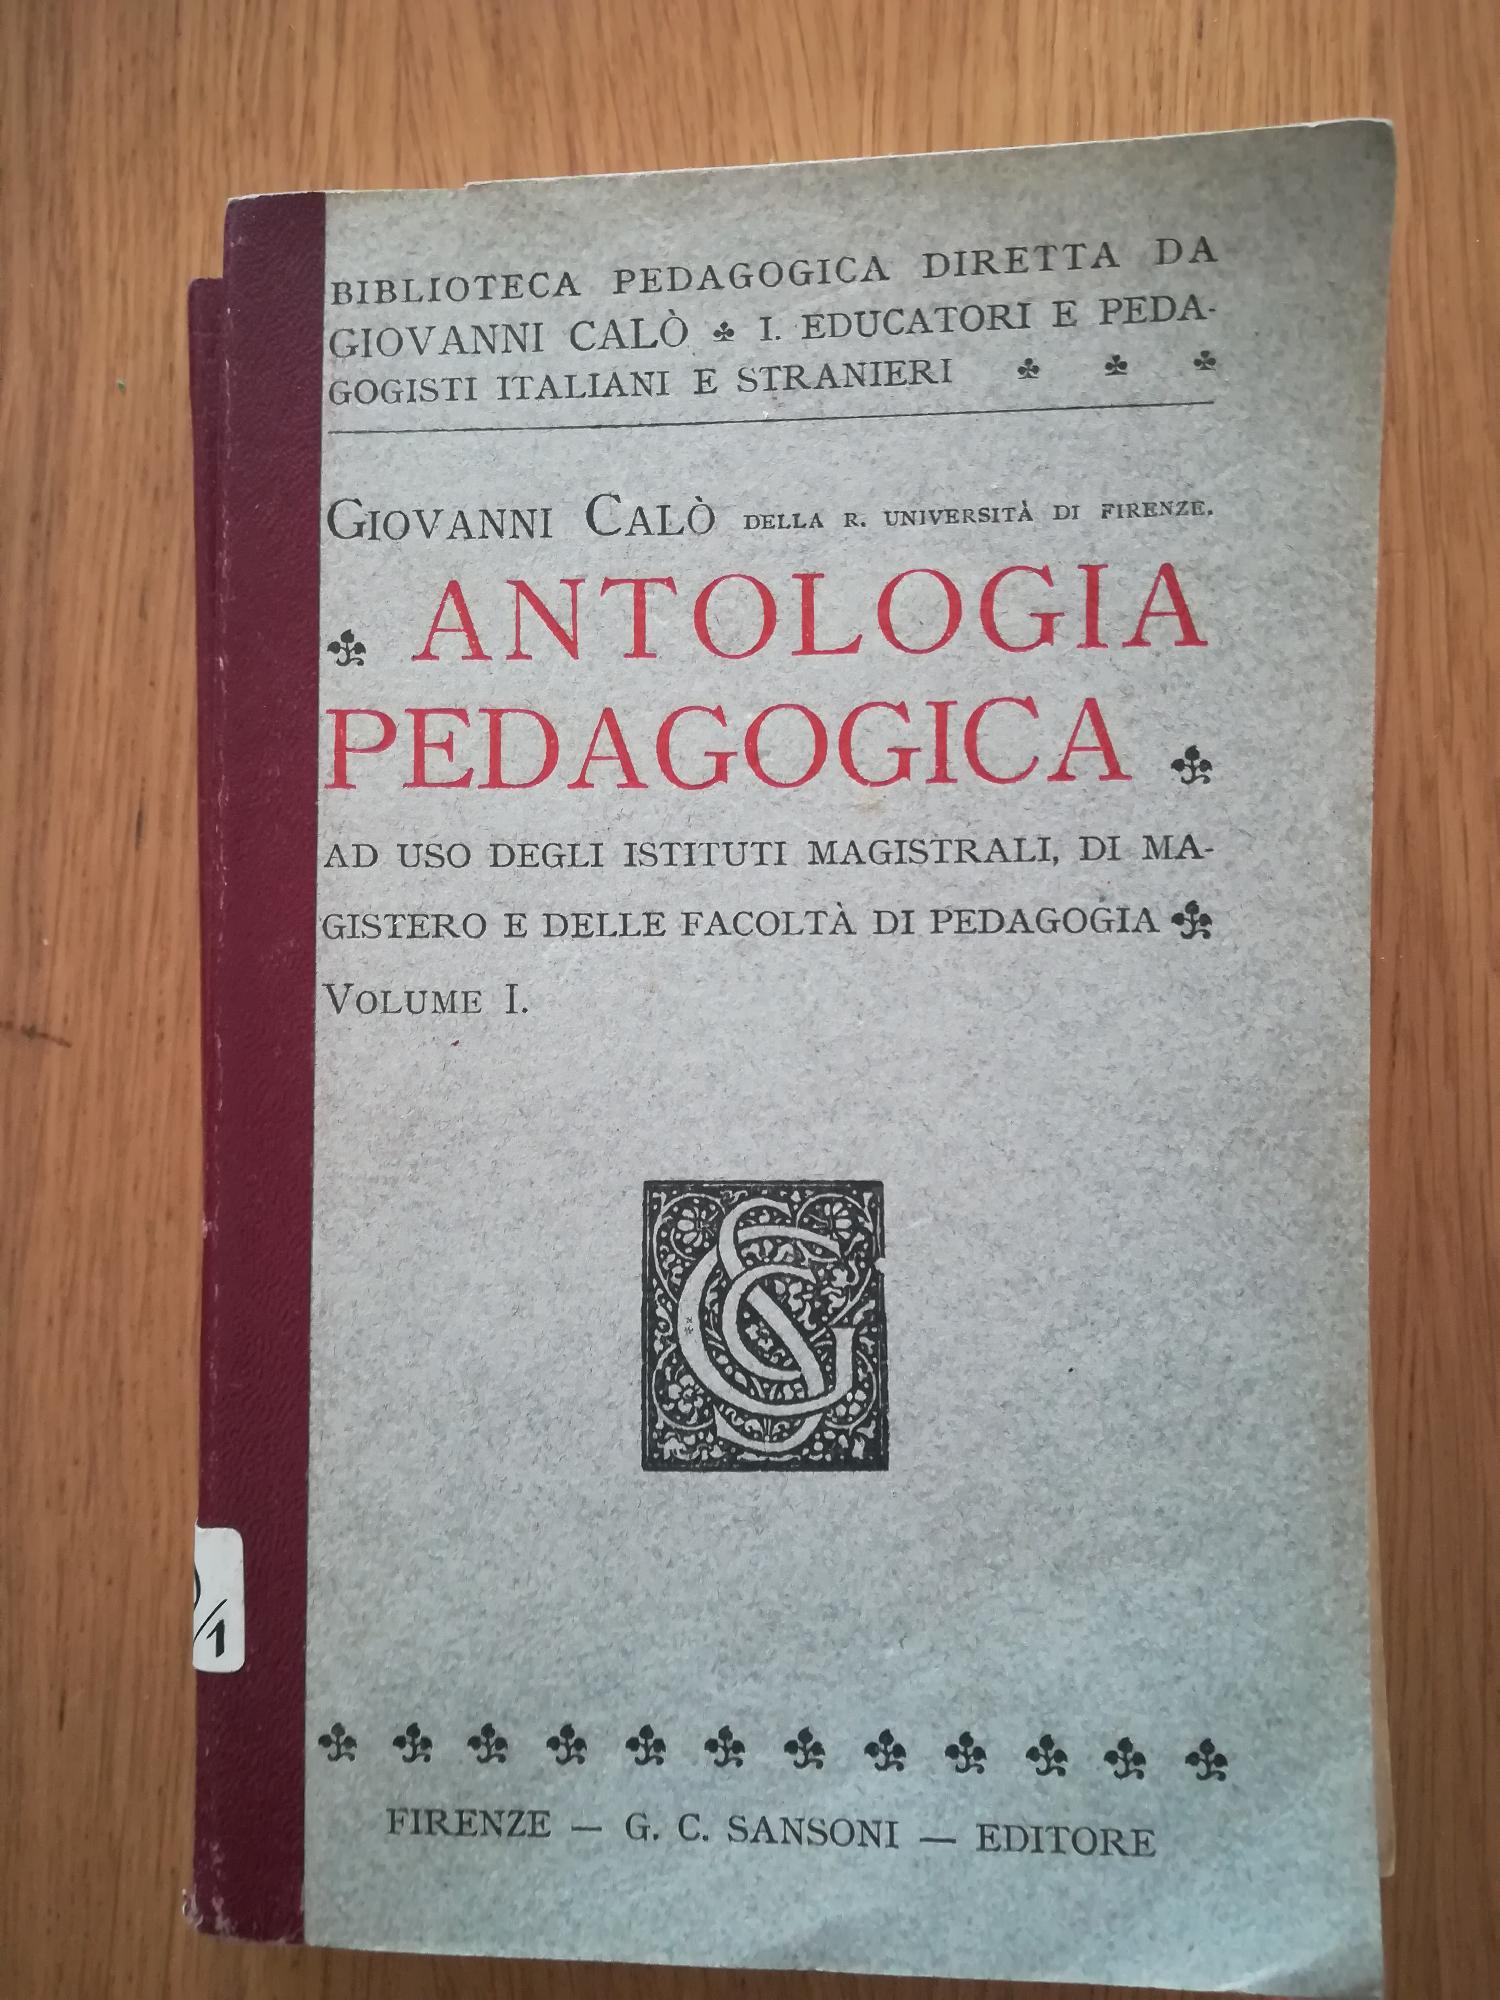 BIBLIOTECA PEDAGOGICA DIRETTA DA
GIOVANNI CALÒ I. EDUCATORI E PEDA-
GOGISTI ITALIANI E STRANIERI
GIOVANNI CALÒ DELLA R. UNIVERSITÀ DI FIRENZE.
ANTOLOGIA
PEDAGOGICA
AD USO DEGLI ISTITUTI MAGISTRALI, DI MA-
GISTERO E DELLE FACOLTÀ DI PEDAGOGIA
VOLUME I.
/1
FIRENZE — G. C. SANSONI — EDITORE